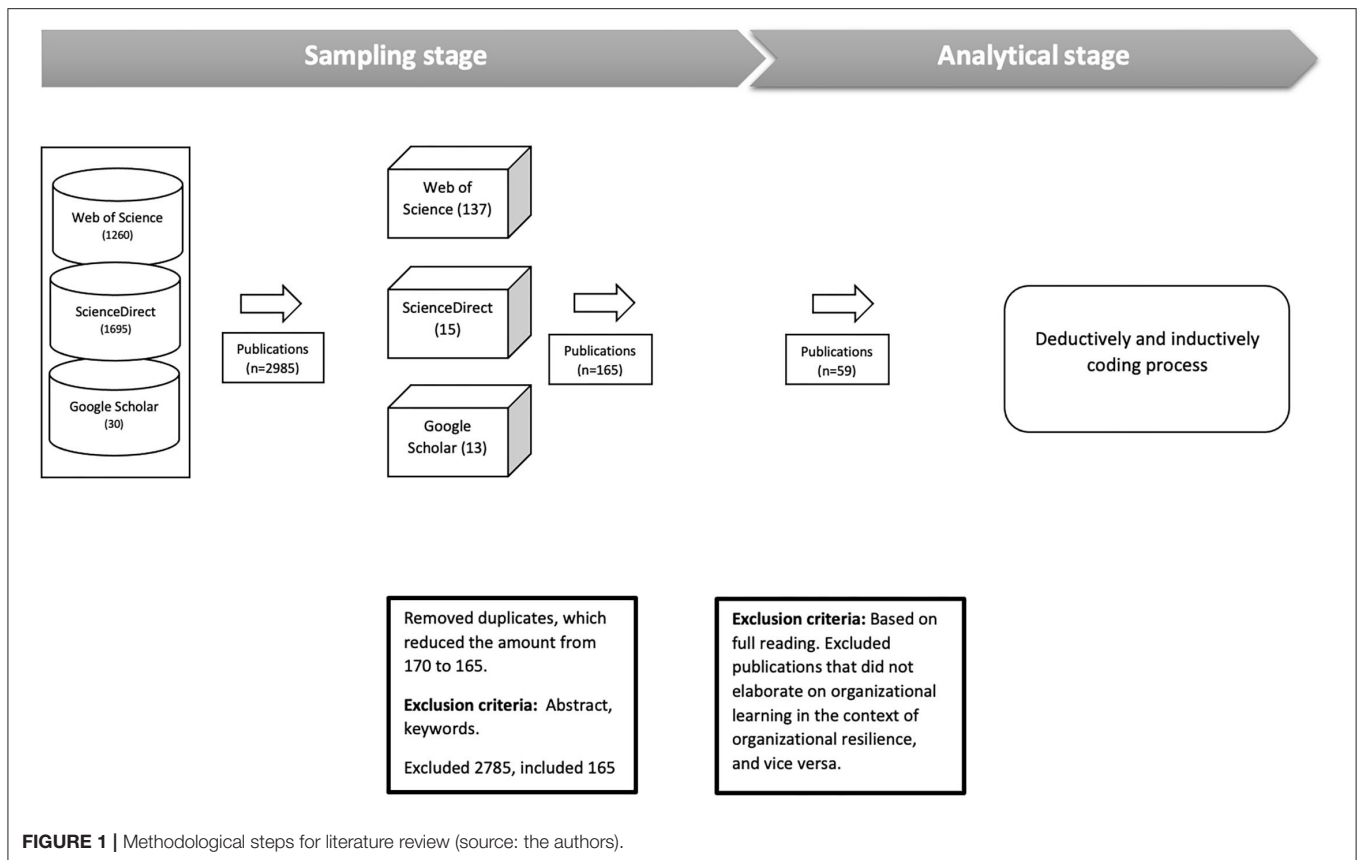 Sampling stage
Analytical stage
Web of Science
(1260)
ScienceDirect
(1695)
Google Scholar
(30)
Publications
(n=2985)
Web of
Science (137)
ScienceDirect
(15)
Google
Scholar (13)
Publications
(n=165)
Publications
(n=59)
Deductively and inductively
coding process
Removed duplicates, which
reduced the amount from
170 to 165.
Exclusion criteria: Abstract,
keywords.
Excluded 2785, included 165
Exclusion criteria: Based on
full reading. Excluded
publications that did not
elaborate on organizational
learning in the context of
organizational resilience,
and vice versa.
FIGURE 1 | Methodological steps for literature review (source: the authors).